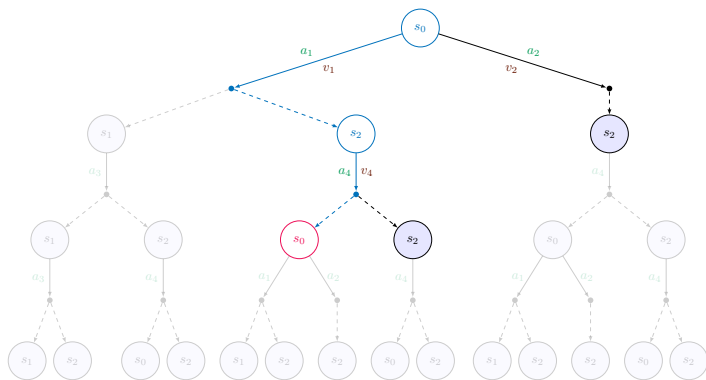 s₀
a₁ a₂
v₁ v₂
s₁ s₂ s₂
a₃ a₄ v₄ a₄
s₁ s₂ s₀ s₂ s₀ s₂
a₃ a₄ a₁ a₂ a₄ a₁ a₂ a₄
s₁ s₂ s₀ s₂ s₁ s₂ s₂ s₀ s₂ s₁ s₂ s₂ s₀ s₂